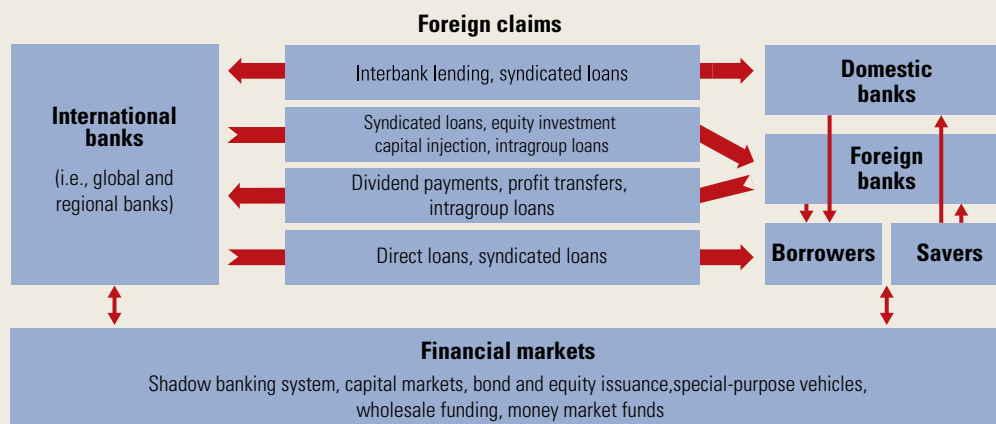 Foreign claims
International
banks
(i.e., global and
regional banks)
Interbank lending, syndicated loans
Syndicated loans, equity investment
capital injection, intragroup loans
Dividend payments, profit transfers,
intragroup loans
Direct loans, syndicated loans
Domestic
banks
Foreign
banks
Borrowers
Savers
Financial markets
Shadow banking system, capital markets, bond and equity issuance,special-purpose vehicles,
wholesale funding, money market funds